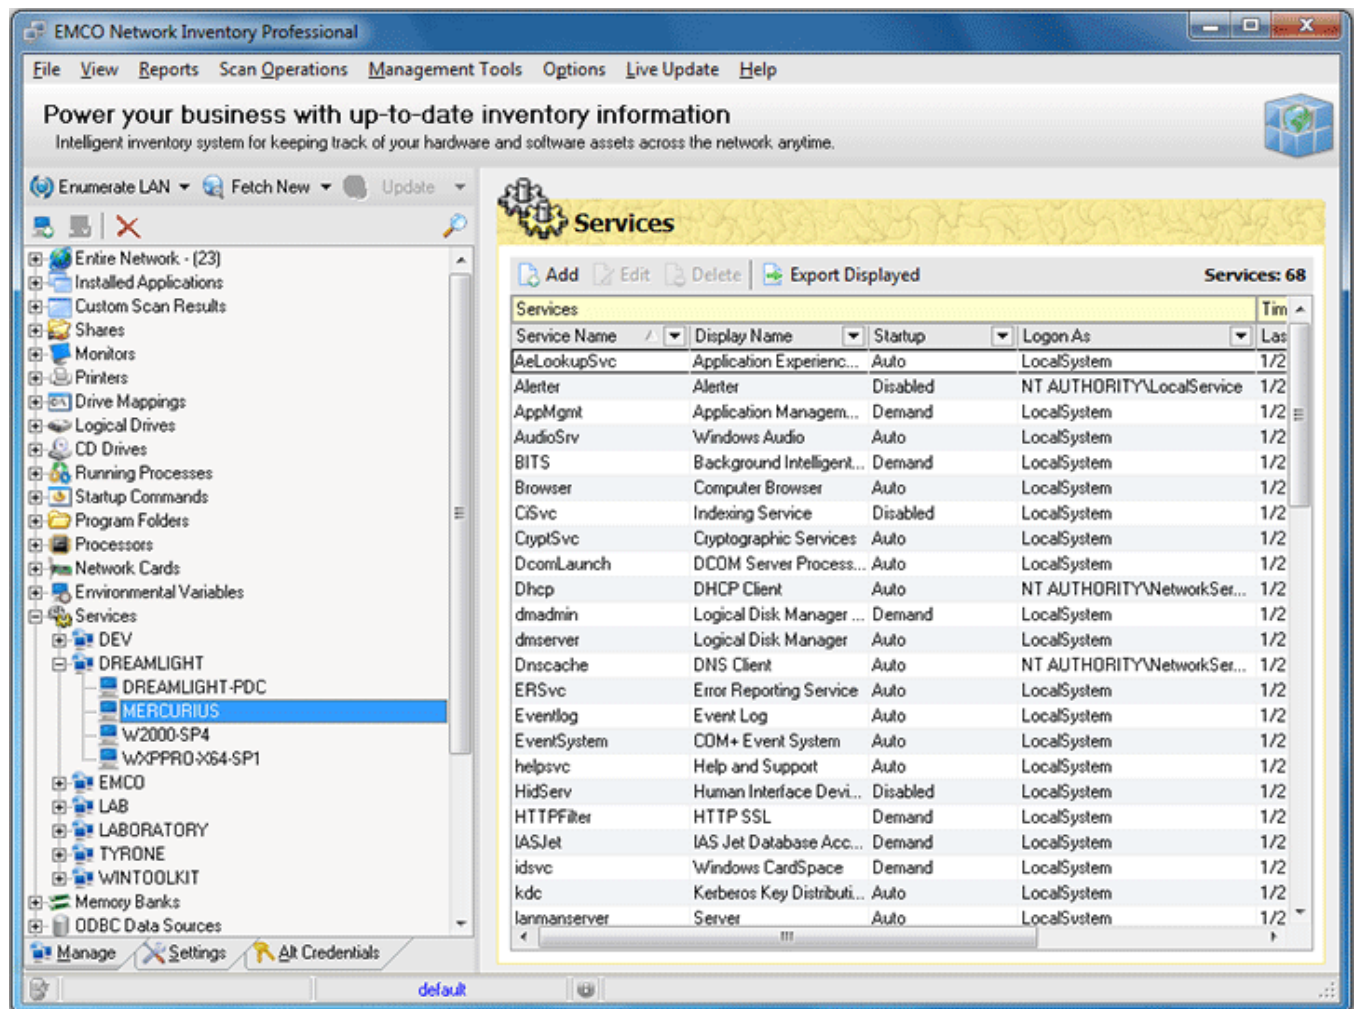 EMCO Network Inventory Professional
File View Reports Scan Operations Management Tools Options Live Update Help
Power your business with up-to-date inventory information
Intelligent inventory system for keeping track of your hardware and software assets across the network anytime.
Enumerate LAN Fetch New Update
Entire Network - (23)
Installed Applications
Custom Scan Results
Shares
Monitors
Printers
Drive Mappings
Logical Drives
CD Drives
Running Processes
Startup Commands
Program Folders
Processors
Network Cards
Environmental Variables
Services
DEV
DREAMLIGHT
DREAMLIGHT-PDC
MERCURIUS
W2000-SP4
WXPPRO-X64-SP1
EMCO
LAB
LABORATORY
TYRONE
WINTOOLKIT
Memory Banks
ODBC Data Sources
Manage Settings Alt Credentials
Services
Add Edit Delete Export Displayed Services: 68
Services Tim
Service Name Display Name Startup Logon As Las
AeLookupSvc Application Experienc... Auto LocalSystem 1/2
Alerter Alerter Disabled NT AUTHORITY\LocalService 1/2
AppMgmt Application Managem... Demand LocalSystem 1/2
AudioSrv Windows Audio Auto LocalSystem 1/2
BITS Background Intelligent... Demand LocalSystem 1/2
Browser Computer Browser Auto LocalSystem 1/2
CiSvc Indexing Service Disabled LocalSystem 1/2
CryptSvc Cryptographic Services Auto LocalSystem 1/2
DcomLaunch DCOM Server Process... Auto LocalSystem 1/2
Dhcp DHCP Client Auto NT AUTHORITY\NetworkSer... 1/2
dmadmin Logical Disk Manager ... Demand LocalSystem 1/2
dmserver Logical Disk Manager Auto LocalSystem 1/2
Dnscache DNS Client Auto NT AUTHORITY\NetworkSer... 1/2
ERSvc Error Reporting Service Auto LocalSystem 1/2
Eventlog Event Log Auto LocalSystem 1/2
EventSystem COM+ Event System Auto LocalSystem 1/2
helpsvc Help and Support Auto LocalSystem 1/2
HidServ Human Interface Devi... Disabled LocalSystem 1/2
HTTPFilter HTTP SSL Demand LocalSystem 1/2
IASJet IAS Jet Database Acc... Demand LocalSystem 1/2
idsvc Windows CardSpace Demand LocalSystem 1/2
kdc Kerberos Key Distributi... Auto LocalSystem 1/2
lanmanserver Server Auto LocalSystem 1/2
default